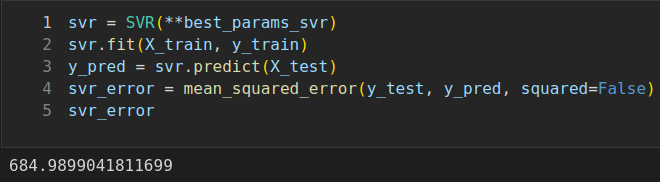 1 svr = SVR(**best_params_svr)
2 svr.fit(X_train, y_train)
3 y_pred = svr.predict(X_test)
4 svr_error = mean_squared_error(y_test, y_pred, squared=False)
5 svr_error
684.9899041811699